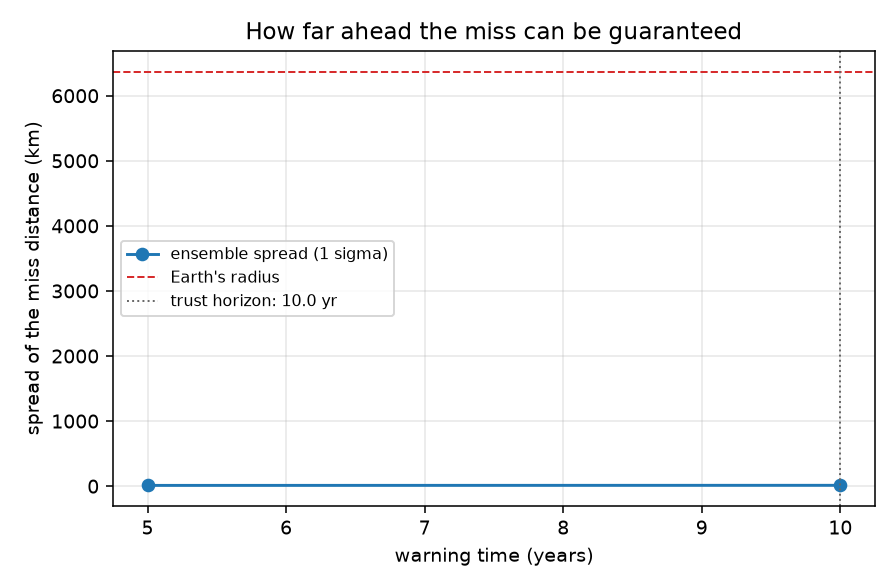 How far ahead the miss can be guaranteed
spread of the miss distance (km)
6000
5000
4000
3000
2000
1000
0
ensemble spread (1 sigma)
Earth's radius
trust horizon: 10.0 yr
5
6
7
8
9
10
warning time (years)